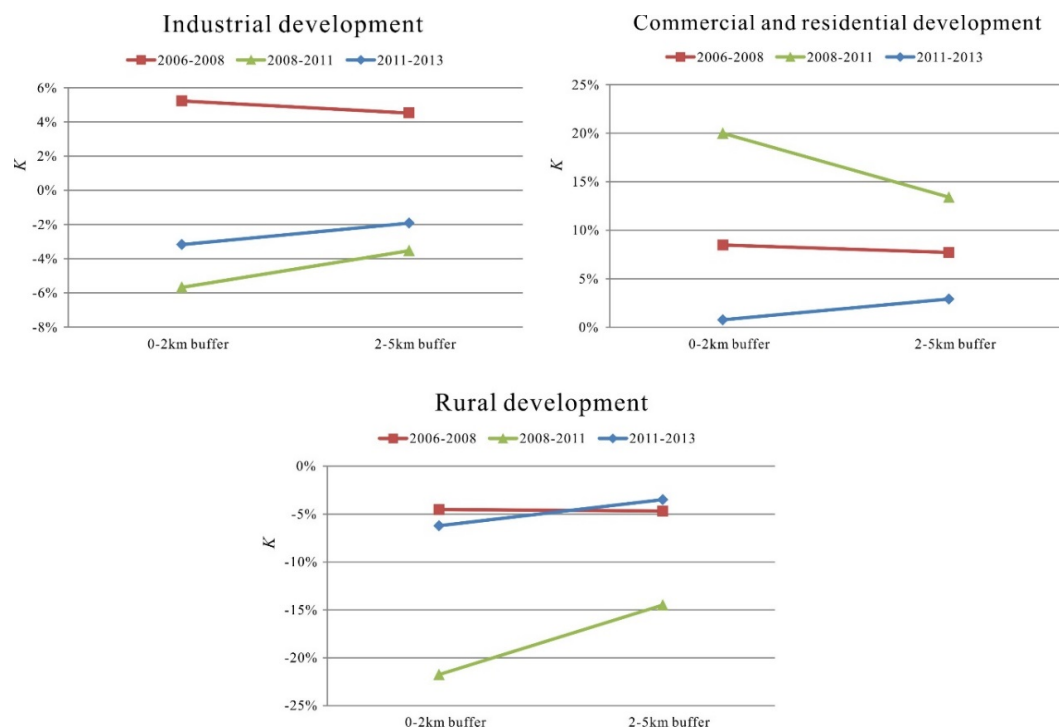 Industrial development
2006-2008 2008-2011 2011-2013
6%
4%
2%
0%
-2%
-4%
-6%
-8%
K
0-2km buffer 2-5km buffer
Commercial and residential development
2006-2008 2008-2011 2011-2013
25%
20%
15%
10%
5%
0%
K
0-2km buffer 2-5km buffer
Rural development
2006-2008 2008-2011 2011-2013
0%
-5%
-10%
-15%
-20%
-25%
K
0-2km buffer 2-5km buffer